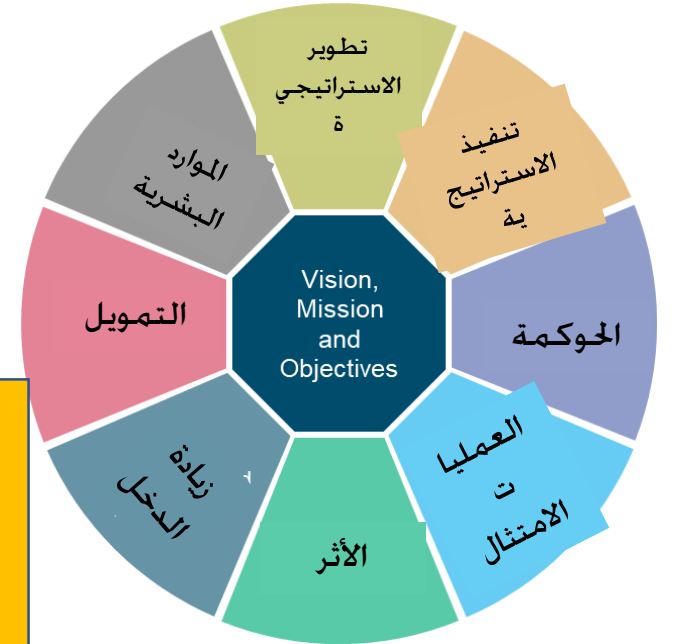 تطوير
الاستراتيجي
ة
تنفيذ
الاستراتيج
ية
الحوكمة
العمليا
ت
الامتثال
الأثر
زيادة
الدخل
التمويل
الموارد
البشرية
Vision,
Mission
and
Objectives